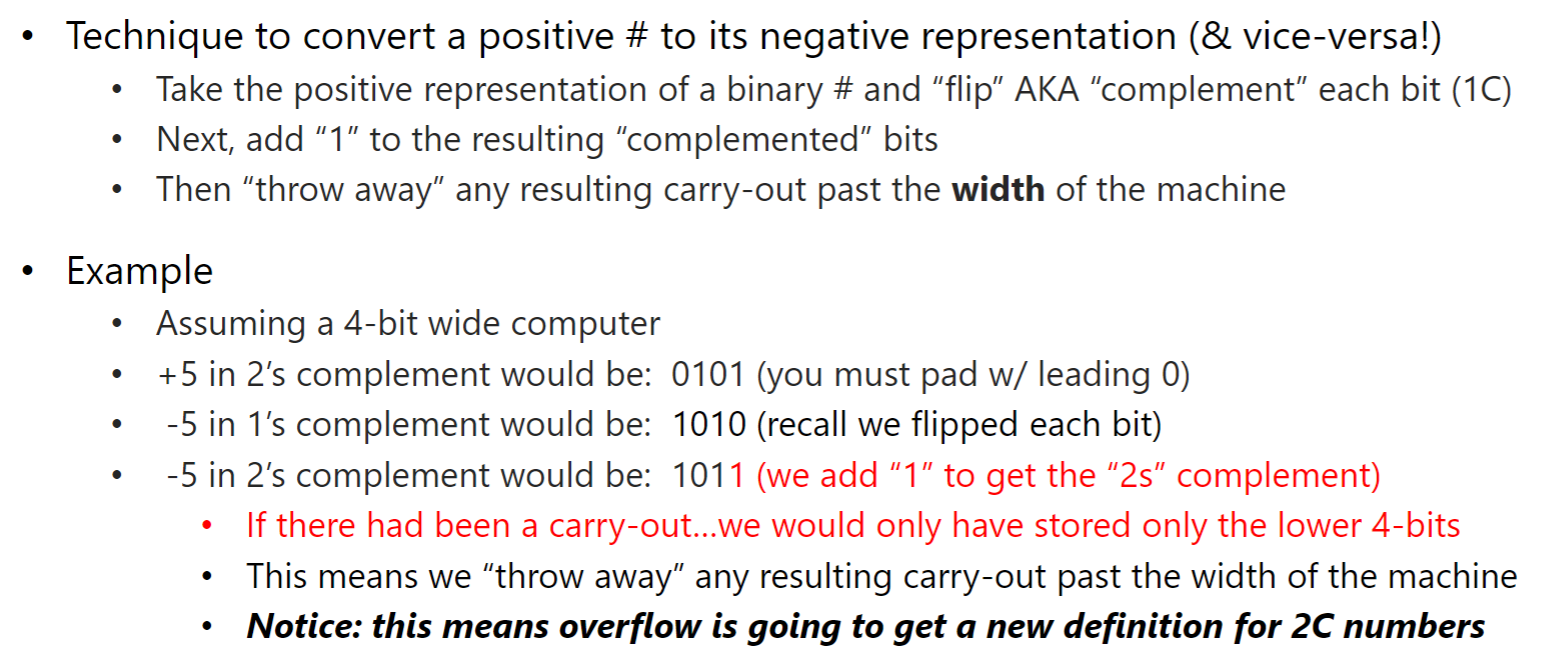 • Technique to convert a positive # to its negative representation (& vice-versa!)
• Take the positive representation of a binary # and “flip” AKA “complement” each bit (1C)
• Next, add “1” to the resulting “complemented” bits
• Then “throw away” any resulting carry-out past the width of the machine
• Example
• Assuming a 4-bit wide computer
• +5 in 2’s complement would be: 0101 (you must pad w/ leading 0)
• -5 in 1’s complement would be: 1010 (recall we flipped each bit)
• -5 in 2’s complement would be: 1011 (we add “1” to get the “2s” complement)
• If there had been a carry-out…we would only have stored only the lower 4-bits
• This means we “throw away” any resulting carry-out past the width of the machine
• Notice: this means overflow is going to get a new definition for 2C numbers